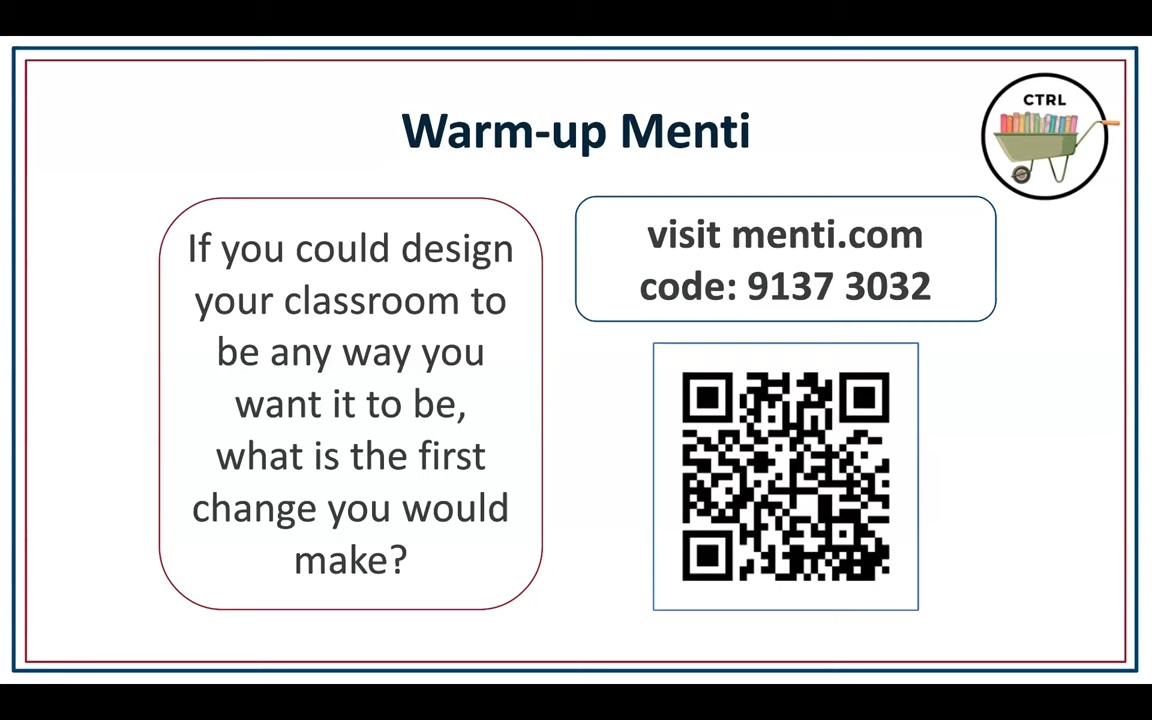 CTRL
Warm-up Menti
If you could design
your classroom to
be any way you
want it to be,
what is the first
change you would
make?
visit menti.com
code: 9137 3032